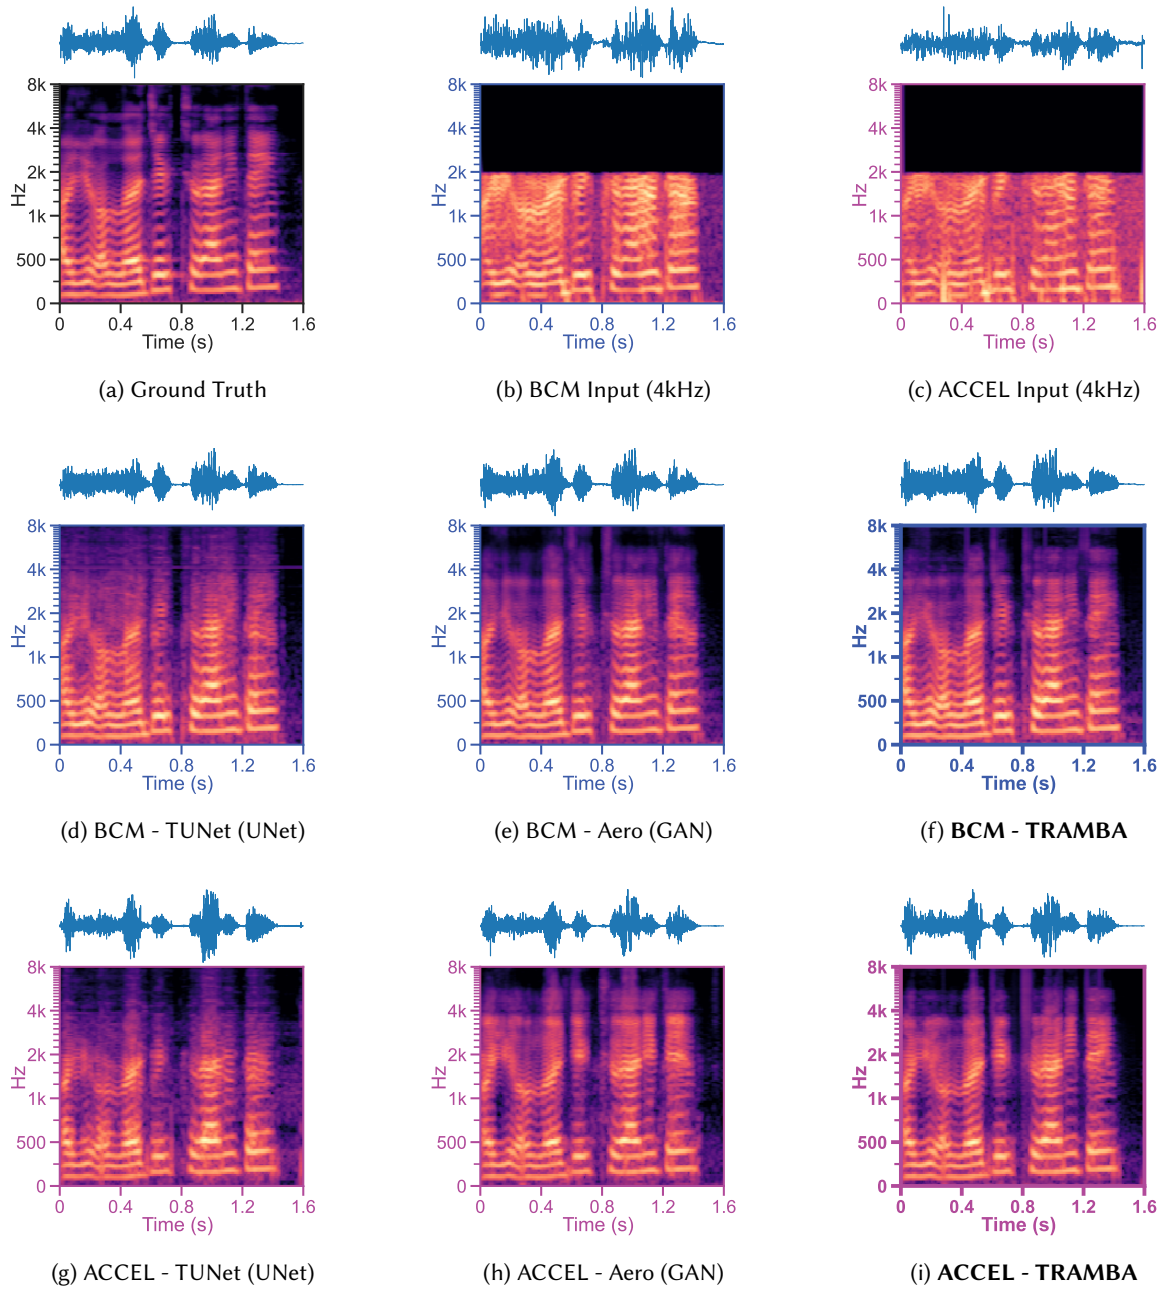 8k
4k
2k
Hz
1k
500
0
0 0.4 0.8 1.2 1.6
Time (s)
(a) Ground Truth
8k
4k
2k
Hz
1k
500
0
0 0.4 0.8 1.2 1.6
Time (s)
(b) BCM Input (4kHz)
8k
4k
2k
Hz
1k
500
0
0 0.4 0.8 1.2 1.6
Time (s)
(c) ACCEL Input (4kHz)
8k
4k
2k
Hz
1k
500
0
0 0.4 0.8 1.2 1.6
Time (s)
(d) BCM - TUNet (UNet)
8k
4k
2k
Hz
1k
500
0
0 0.4 0.8 1.2 1.6
Time (s)
(e) BCM - Aero (GAN)
8k
4k
2k
Hz
1k
500
0
0 0.4 0.8 1.2 1.6
Time (s)
(f) BCM - TRAMBA
8k
4k
2k
Hz
1k
500
0
0 0.4 0.8 1.2 1.6
Time (s)
(g) ACCEL - TUNet (UNet)
8k
4k
2k
Hz
1k
500
0
0 0.4 0.8 1.2 1.6
Time (s)
(h) ACCEL - Aero (GAN)
8k
4k
2k
Hz
1k
500
0
0 0.4 0.8 1.2 1.6
Time (s)
(i) ACCEL - TRAMBA